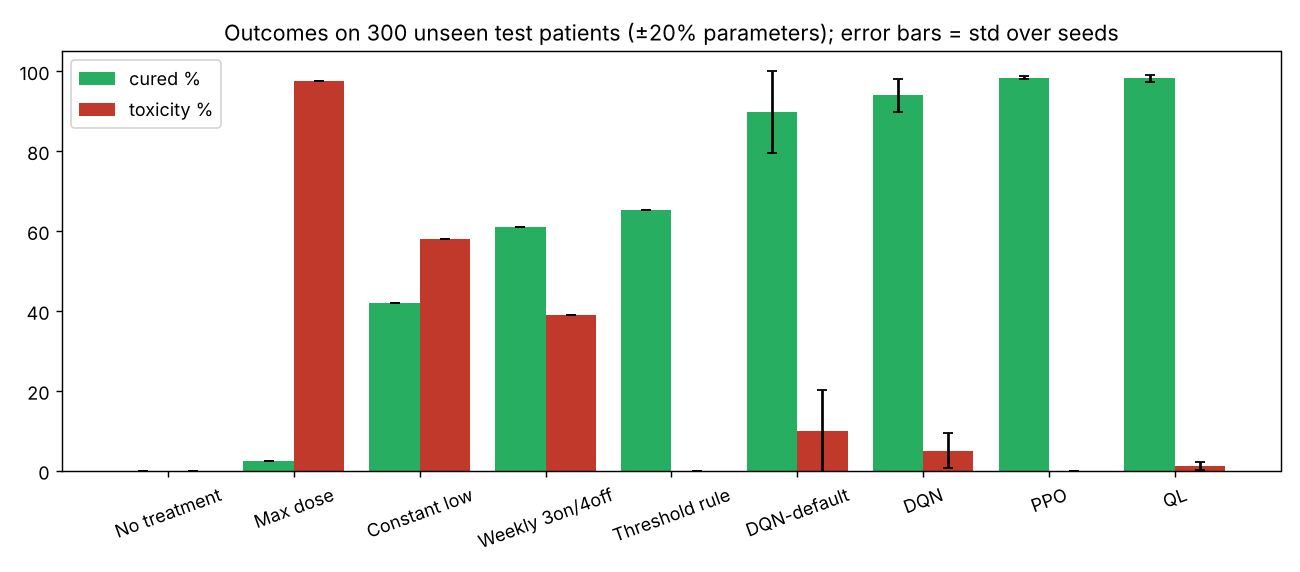 Outcomes on 300 unseen test patients (±20% parameters); error bars = std over seeds
cured %
toxicity %
100
80
60
40
20
0
No treatment
Max dose
Constant low
Weekly 3on/4off
Threshold rule
DQN-default
DQN
PPO
QL